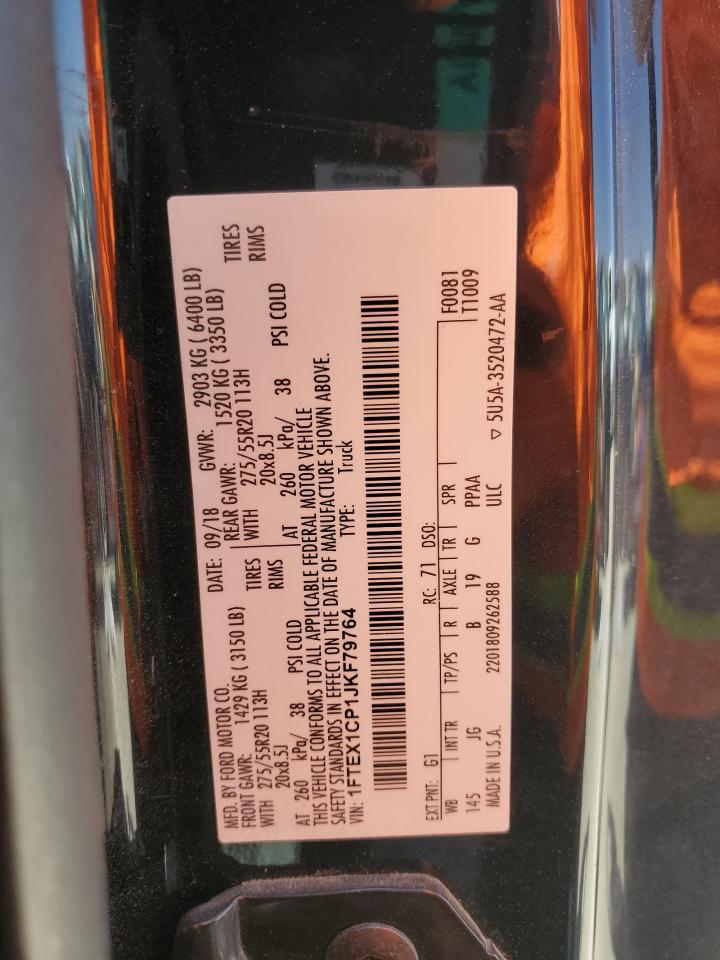 MFD. BY FORD MOTOR CO.
DATE: 09/18 GVWR: 2903 KG ( 6400 LB)
FRONT GAWR: 1429 KG ( 3150 LB) REAR GAWR: 1520 KG ( 3350 LB)
WITH 275/55R20 113H TIRES WITH 275/55R20 113H TIRES
20x8.5J RIMS 20x8.5J RIMS
AT 260 kPa/ 38 PSI COLD AT 260 kPa/ 38 PSI COLD
THIS VEHICLE CONFORMS TO ALL APPLICABLE FEDERAL MOTOR VEHICLE
SAFETY STANDARDS IN EFFECT ON THE DATE OF MANUFACTURE SHOWN ABOVE.
VIN: 1FTEX1CP1JKF79764 TYPE: Truck
EXT PNT: G1 RC: 71 DSO: F0081
WB INT TR TP/PS R AXLE TR SPR T1009
145 JG B 19 G PPAA
MADE IN U.S.A. 2201809262588 ULC ▽ 5U5A-3520472-AA